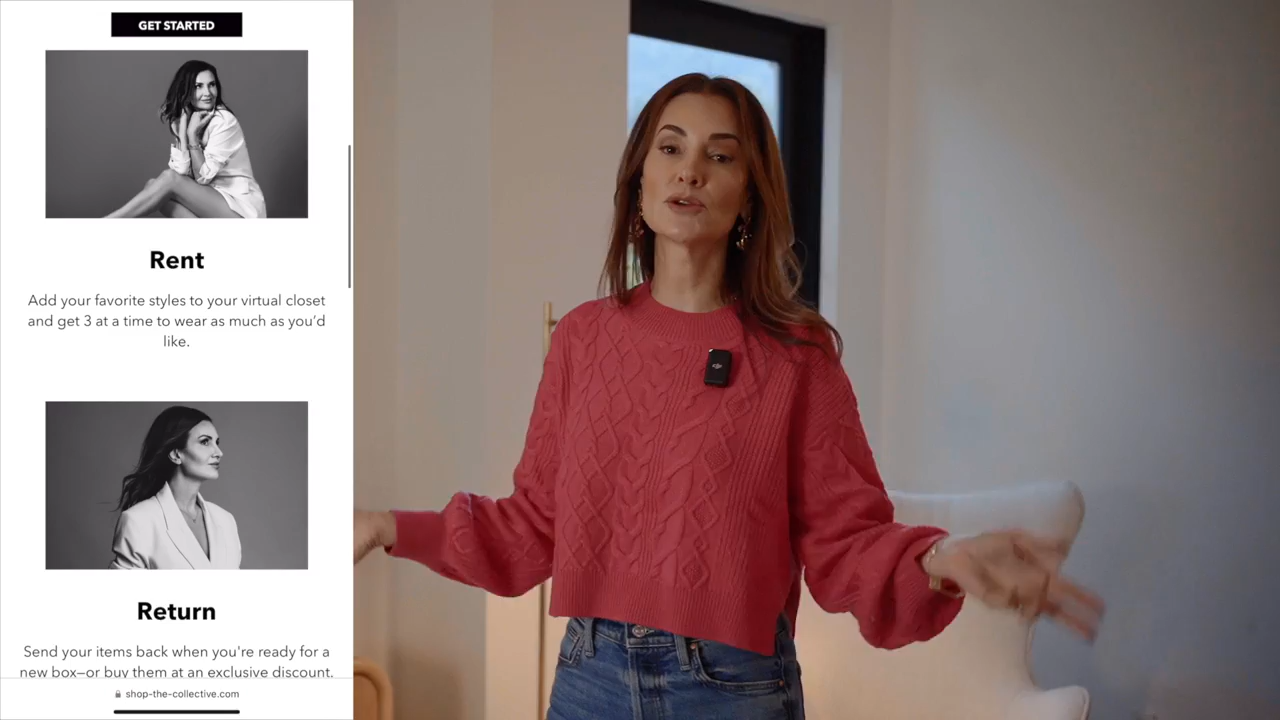 GET STARTED
Rent
Add your favorite styles to your virtual closet
and get 3 at a time to wear as much as you’d
like.
Return
Send your items back when you're ready for a
new box—or buy them at an exclusive discount.
shop-the-collective.com